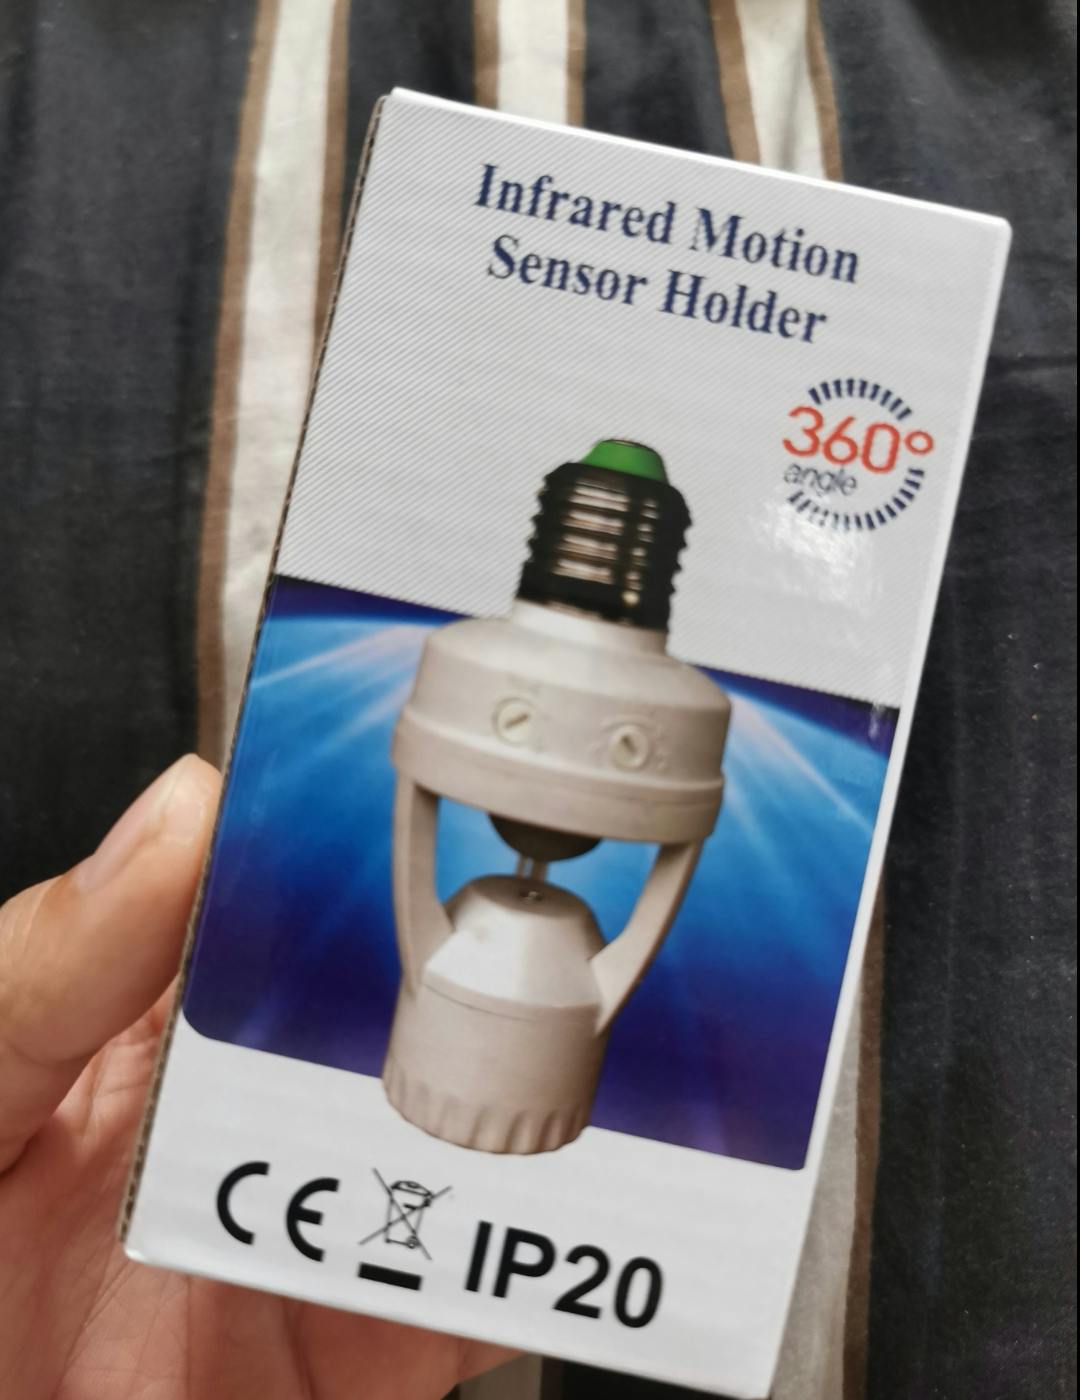 Infrared Motion
Sensor Holder
360°
angle
CE IP20